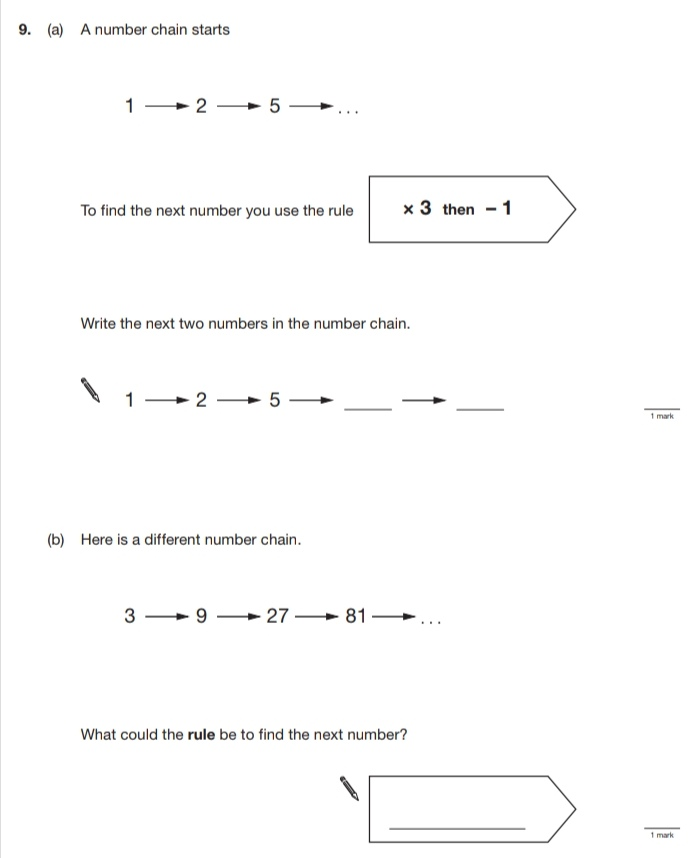 9. (a) A number chain starts
1 → 2 → 5 → ...
To find the next number you use the rule × 3 then – 1
Write the next two numbers in the number chain.
1 → 2 → 5 → ____ → ____
1 mark
(b) Here is a different number chain.
3 → 9 → 27 → 81 → ...
What could the rule be to find the next number?
1 mark